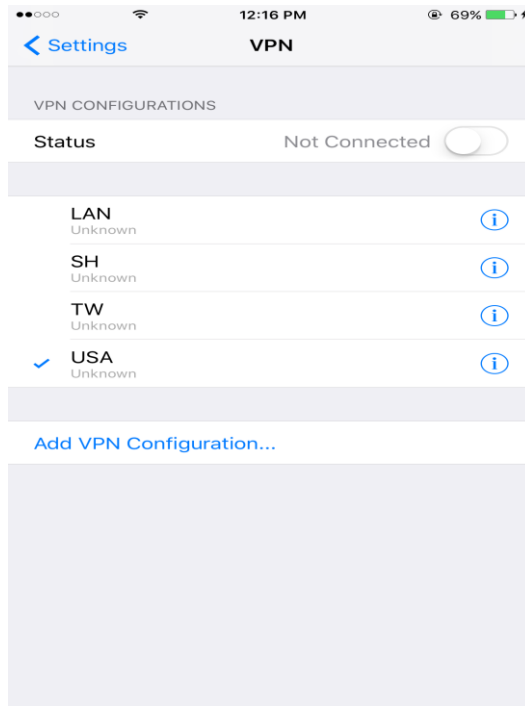 12:16 PM 69%
Settings VPN
VPN CONFIGURATIONS
Status Not Connected
LAN
Unknown
SH
Unknown
TW
Unknown
USA
Unknown
Add VPN Configuration...